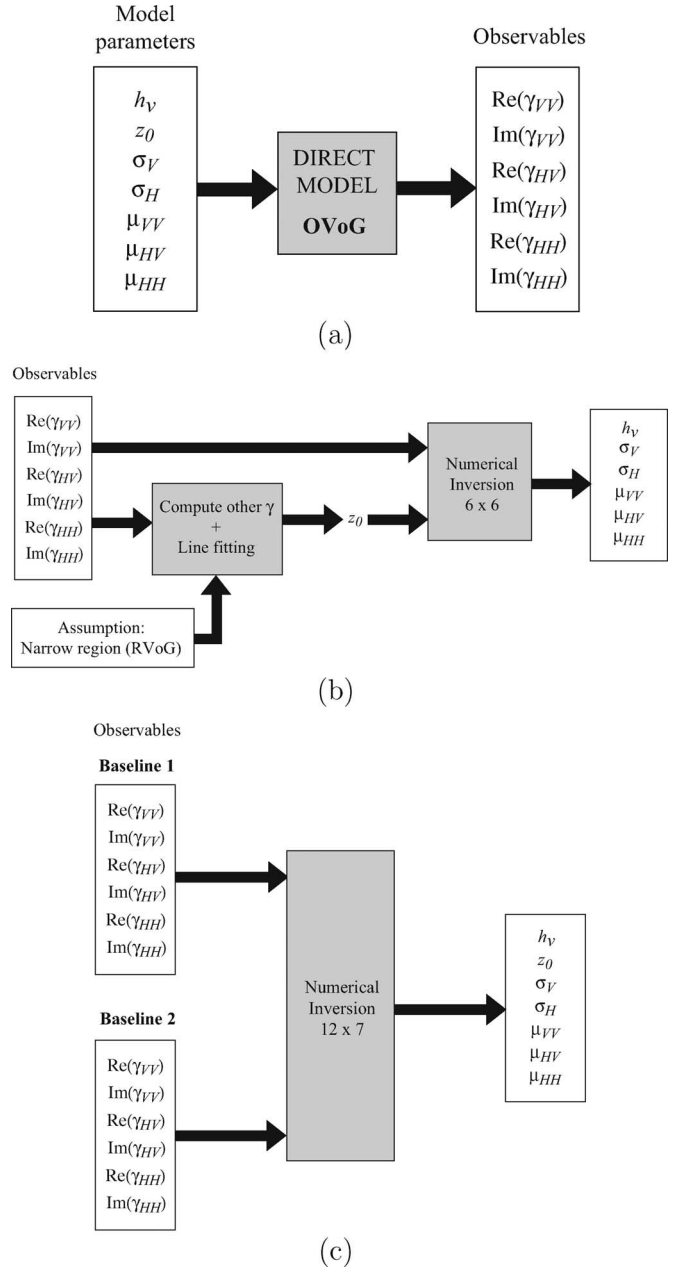 Model
parameters
Observables
h_v
z_0
σ_V
σ_H
μ_VV
μ_HV
μ_HH
DIRECT
MODEL
OVoG
Re(γ_VV)
Im(γ_VV)
Re(γ_HV)
Im(γ_HV)
Re(γ_HH)
Im(γ_HH)
(a)
Observables
Re(γ_VV)
Im(γ_VV)
Re(γ_HV)
Im(γ_HV)
Re(γ_HH)
Im(γ_HH)
Compute other γ
+
Line fitting
z_0
Numerical
Inversion
6 x 6
h_v
σ_V
σ_H
μ_VV
μ_HV
μ_HH
Assumption:
Narrow region (RVoG)
(b)
Observables
Baseline 1
Re(γ_VV)
Im(γ_VV)
Re(γ_HV)
Im(γ_HV)
Re(γ_HH)
Im(γ_HH)
Baseline 2
Re(γ_VV)
Im(γ_VV)
Re(γ_HV)
Im(γ_HV)
Re(γ_HH)
Im(γ_HH)
Numerical
Inversion
12 x 7
h_v
z_0
σ_V
σ_H
μ_VV
μ_HV
μ_HH
(c)